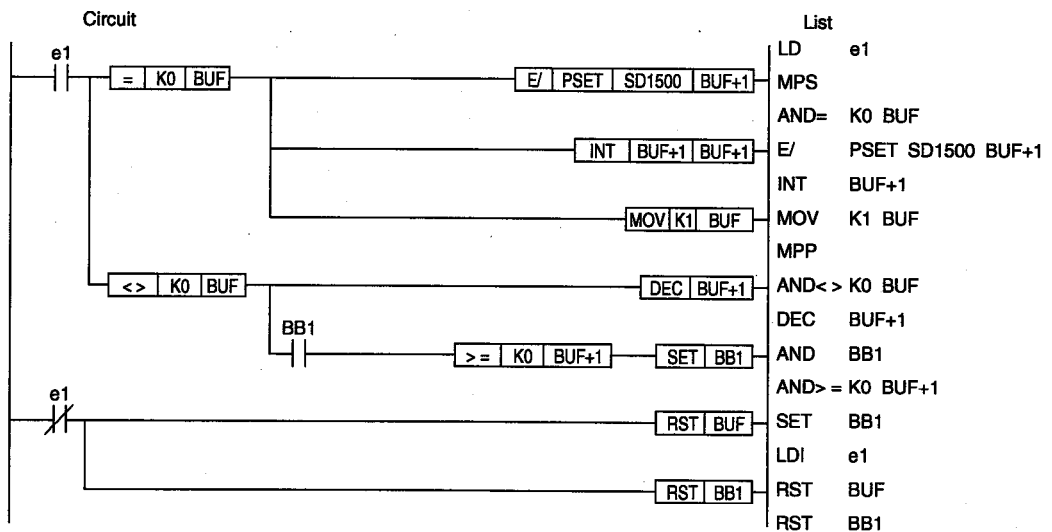 Circuit
List
e1
= K0 BUF
E/ PSET SD1500 BUF+1
INT BUF+1 BUF+1
MOV K1 BUF
<> K0 BUF
DEC BUF+1
BB1
>= K0 BUF+1
SET BB1
e1
RST BUF
RST BB1
LD e1
MPS
AND= K0 BUF
E/ PSET SD1500 BUF+1
INT BUF+1
MOV K1 BUF
MPP
AND<> K0 BUF
DEC BUF+1
AND BB1
AND>= K0 BUF+1
SET BB1
LDI e1
RST BUF
RST BB1